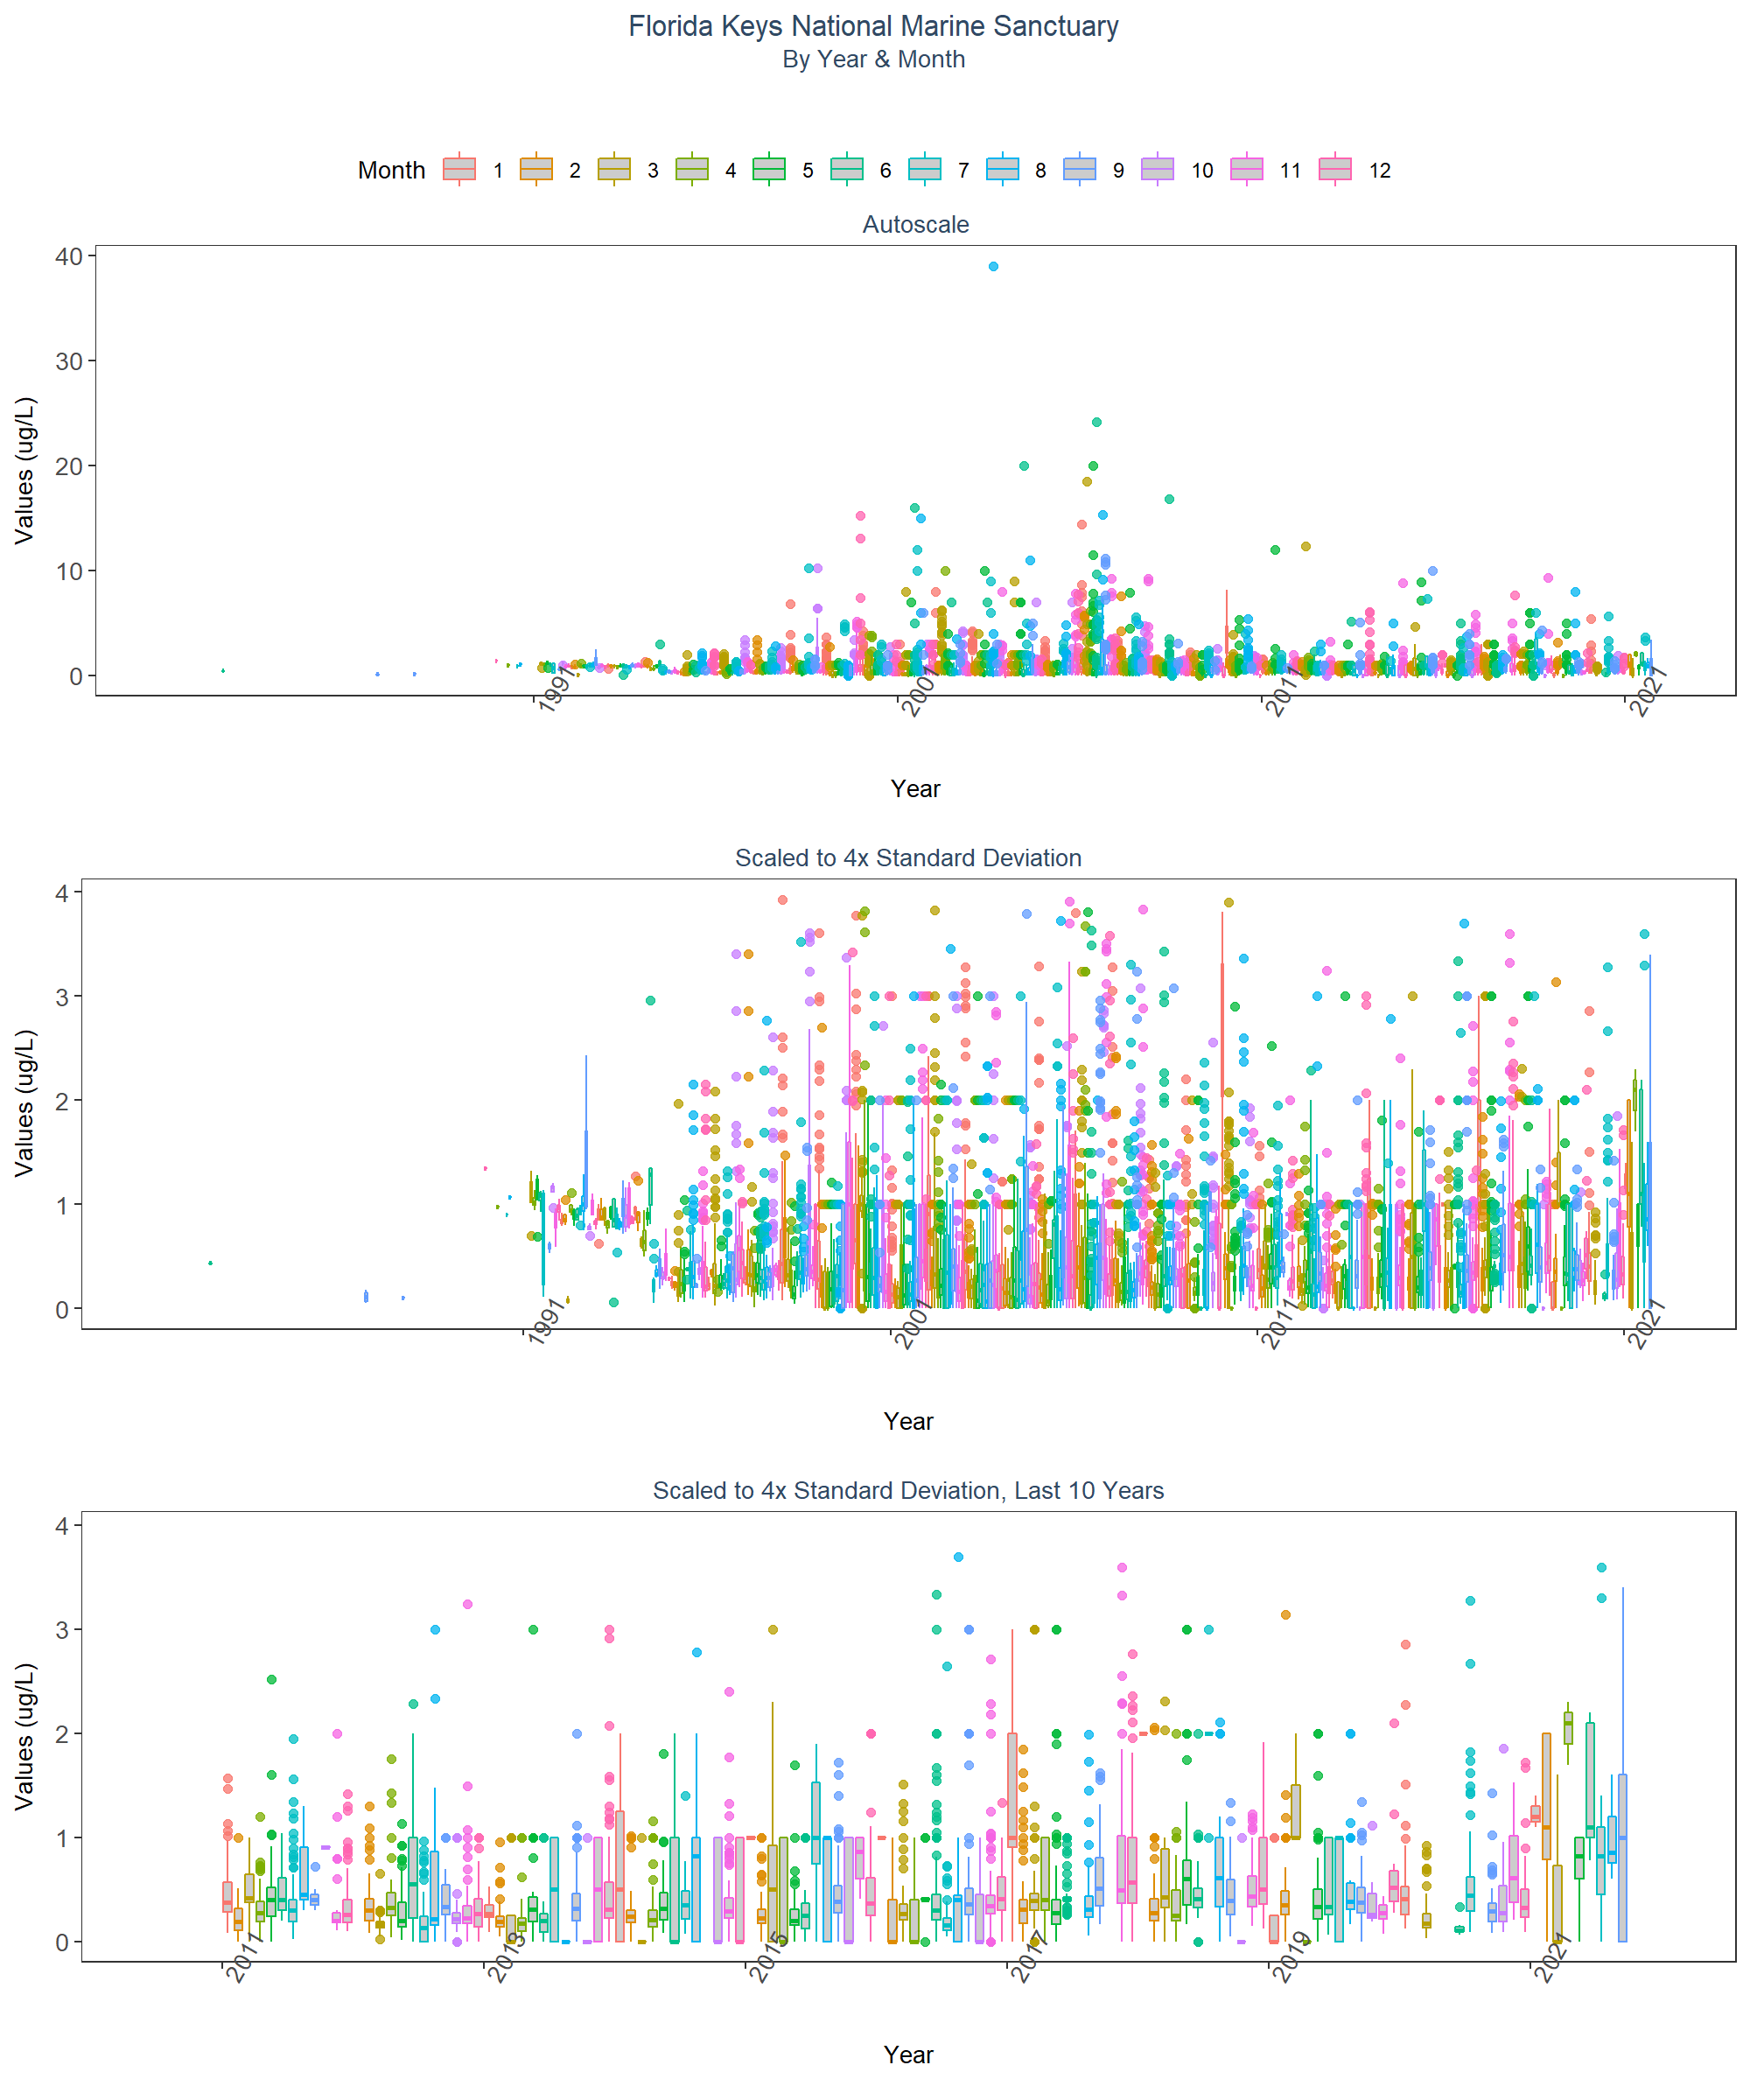 Florida Keys National Marine Sanctuary
By Year & Month
Month 1 2 3 4 5 6 7 8 9 10 11 12
Autoscale
Values (ug/L)
40
30
20
10
0
1991 2001 2011 2021
Year
Scaled to 4x Standard Deviation
Values (ug/L)
4
3
2
1
0
1991 2001 2011 2021
Year
Scaled to 4x Standard Deviation, Last 10 Years
Values (ug/L)
4
3
2
1
0
2011 2013 2015 2017 2019 2021
Year